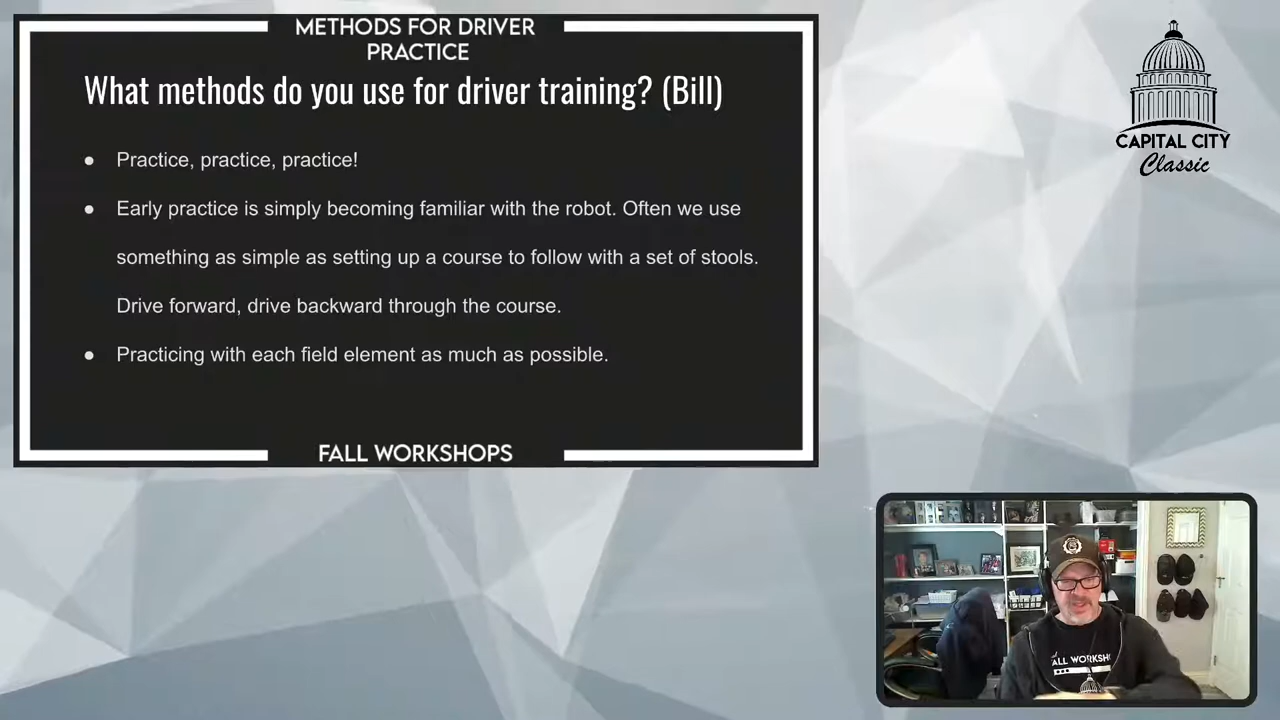 METHODS FOR DRIVER
PRACTICE
What methods do you use for driver training? (Bill)
● Practice, practice, practice!
● Early practice is simply becoming familiar with the robot. Often we use
something as simple as setting up a course to follow with a set of stools.
Drive forward, drive backward through the course.
● Practicing with each field element as much as possible.
FALL WORKSHOPS
CAPITAL CITY
Classic